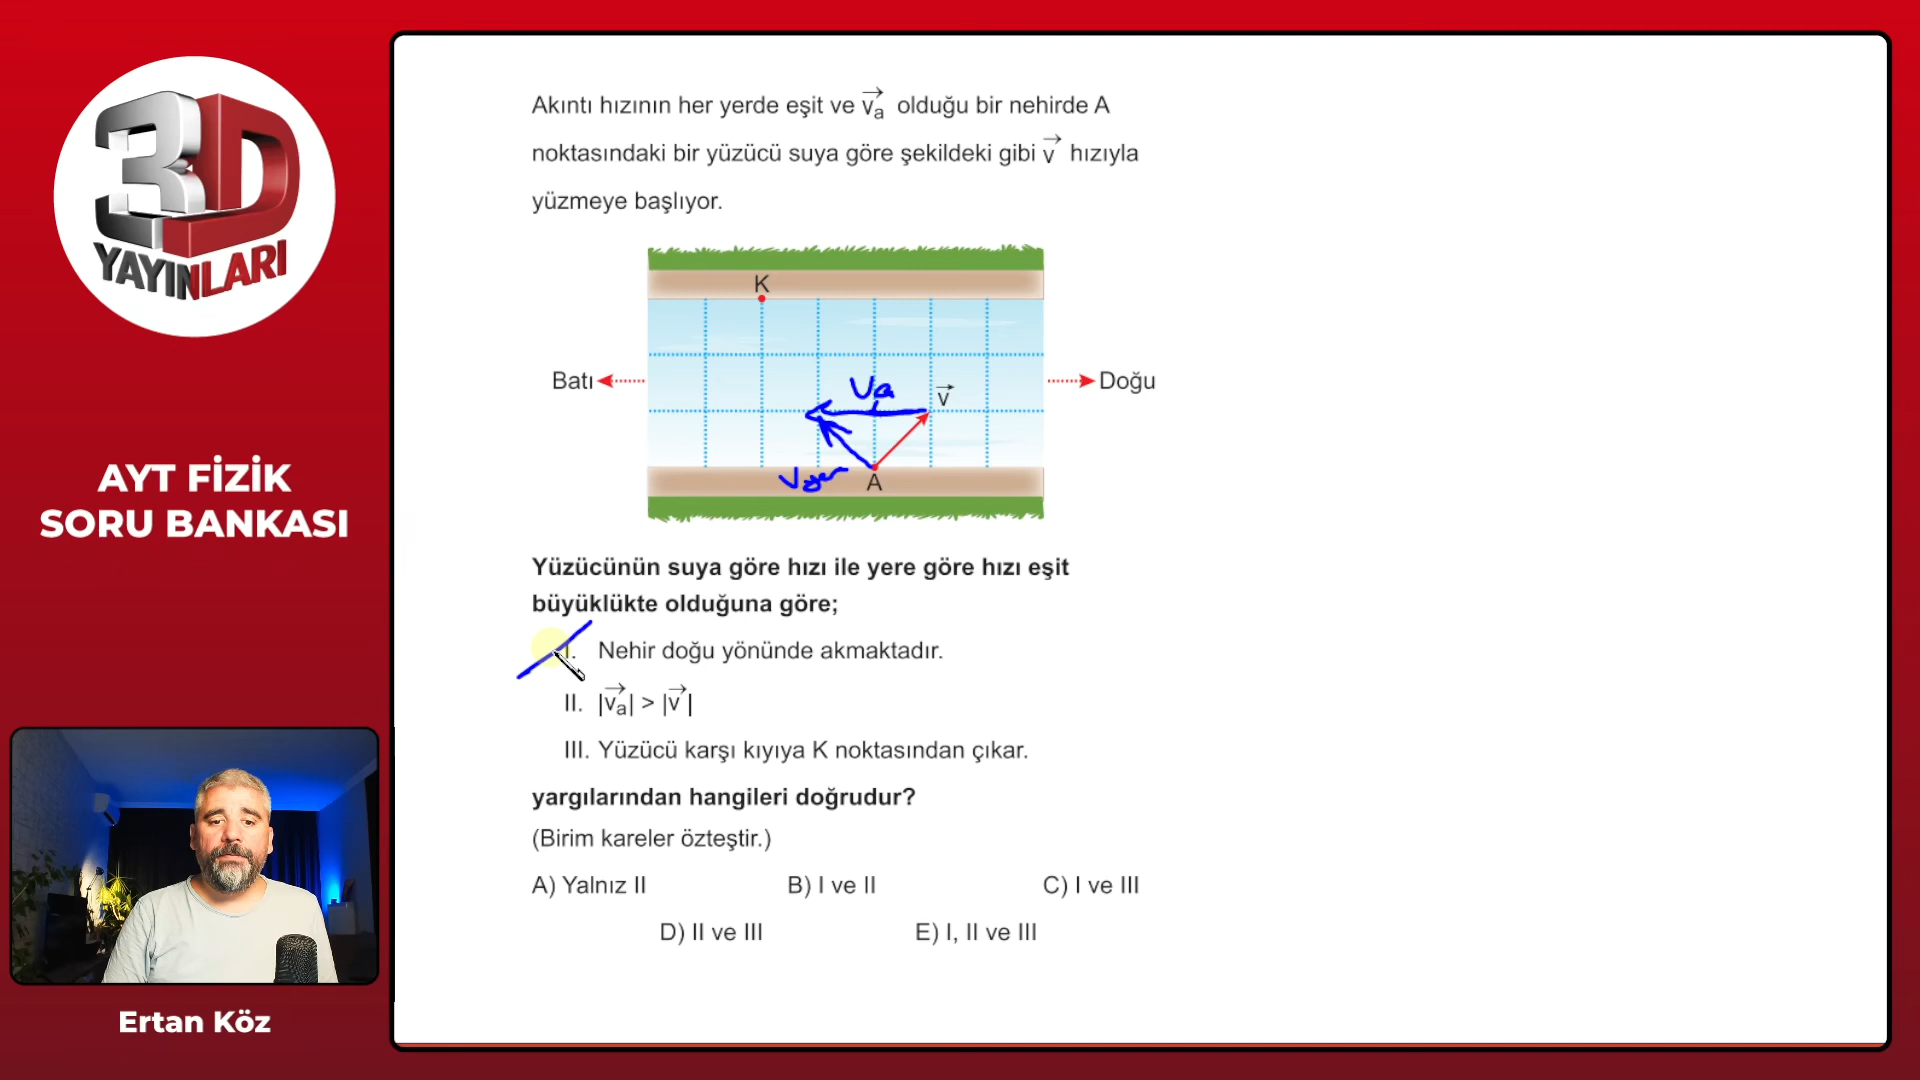 3D
YAYINLARI
AYT FİZİK
SORU BANKASI
Ertan Köz
Akıntı hızının her yerde eşit ve v⃗a olduğu bir nehirde A
noktasındaki bir yüzücü suya göre şekildeki gibi v⃗ hızıyla
yüzmeye başlıyor.
K
Batı
Doğu
Va
v⃗
Vyer
A
Yüzücünün suya göre hızı ile yere göre hızı eşit
büyüklükte olduğuna göre;
I. Nehir doğu yönünde akmaktadır.
II. |v⃗a| > |v⃗|
III. Yüzücü karşı kıyıya K noktasından çıkar.
yargılarından hangileri doğrudur?
(Birim kareler özteştir.)
A) Yalnız II B) I ve II C) I ve III
D) II ve III E) I, II ve III